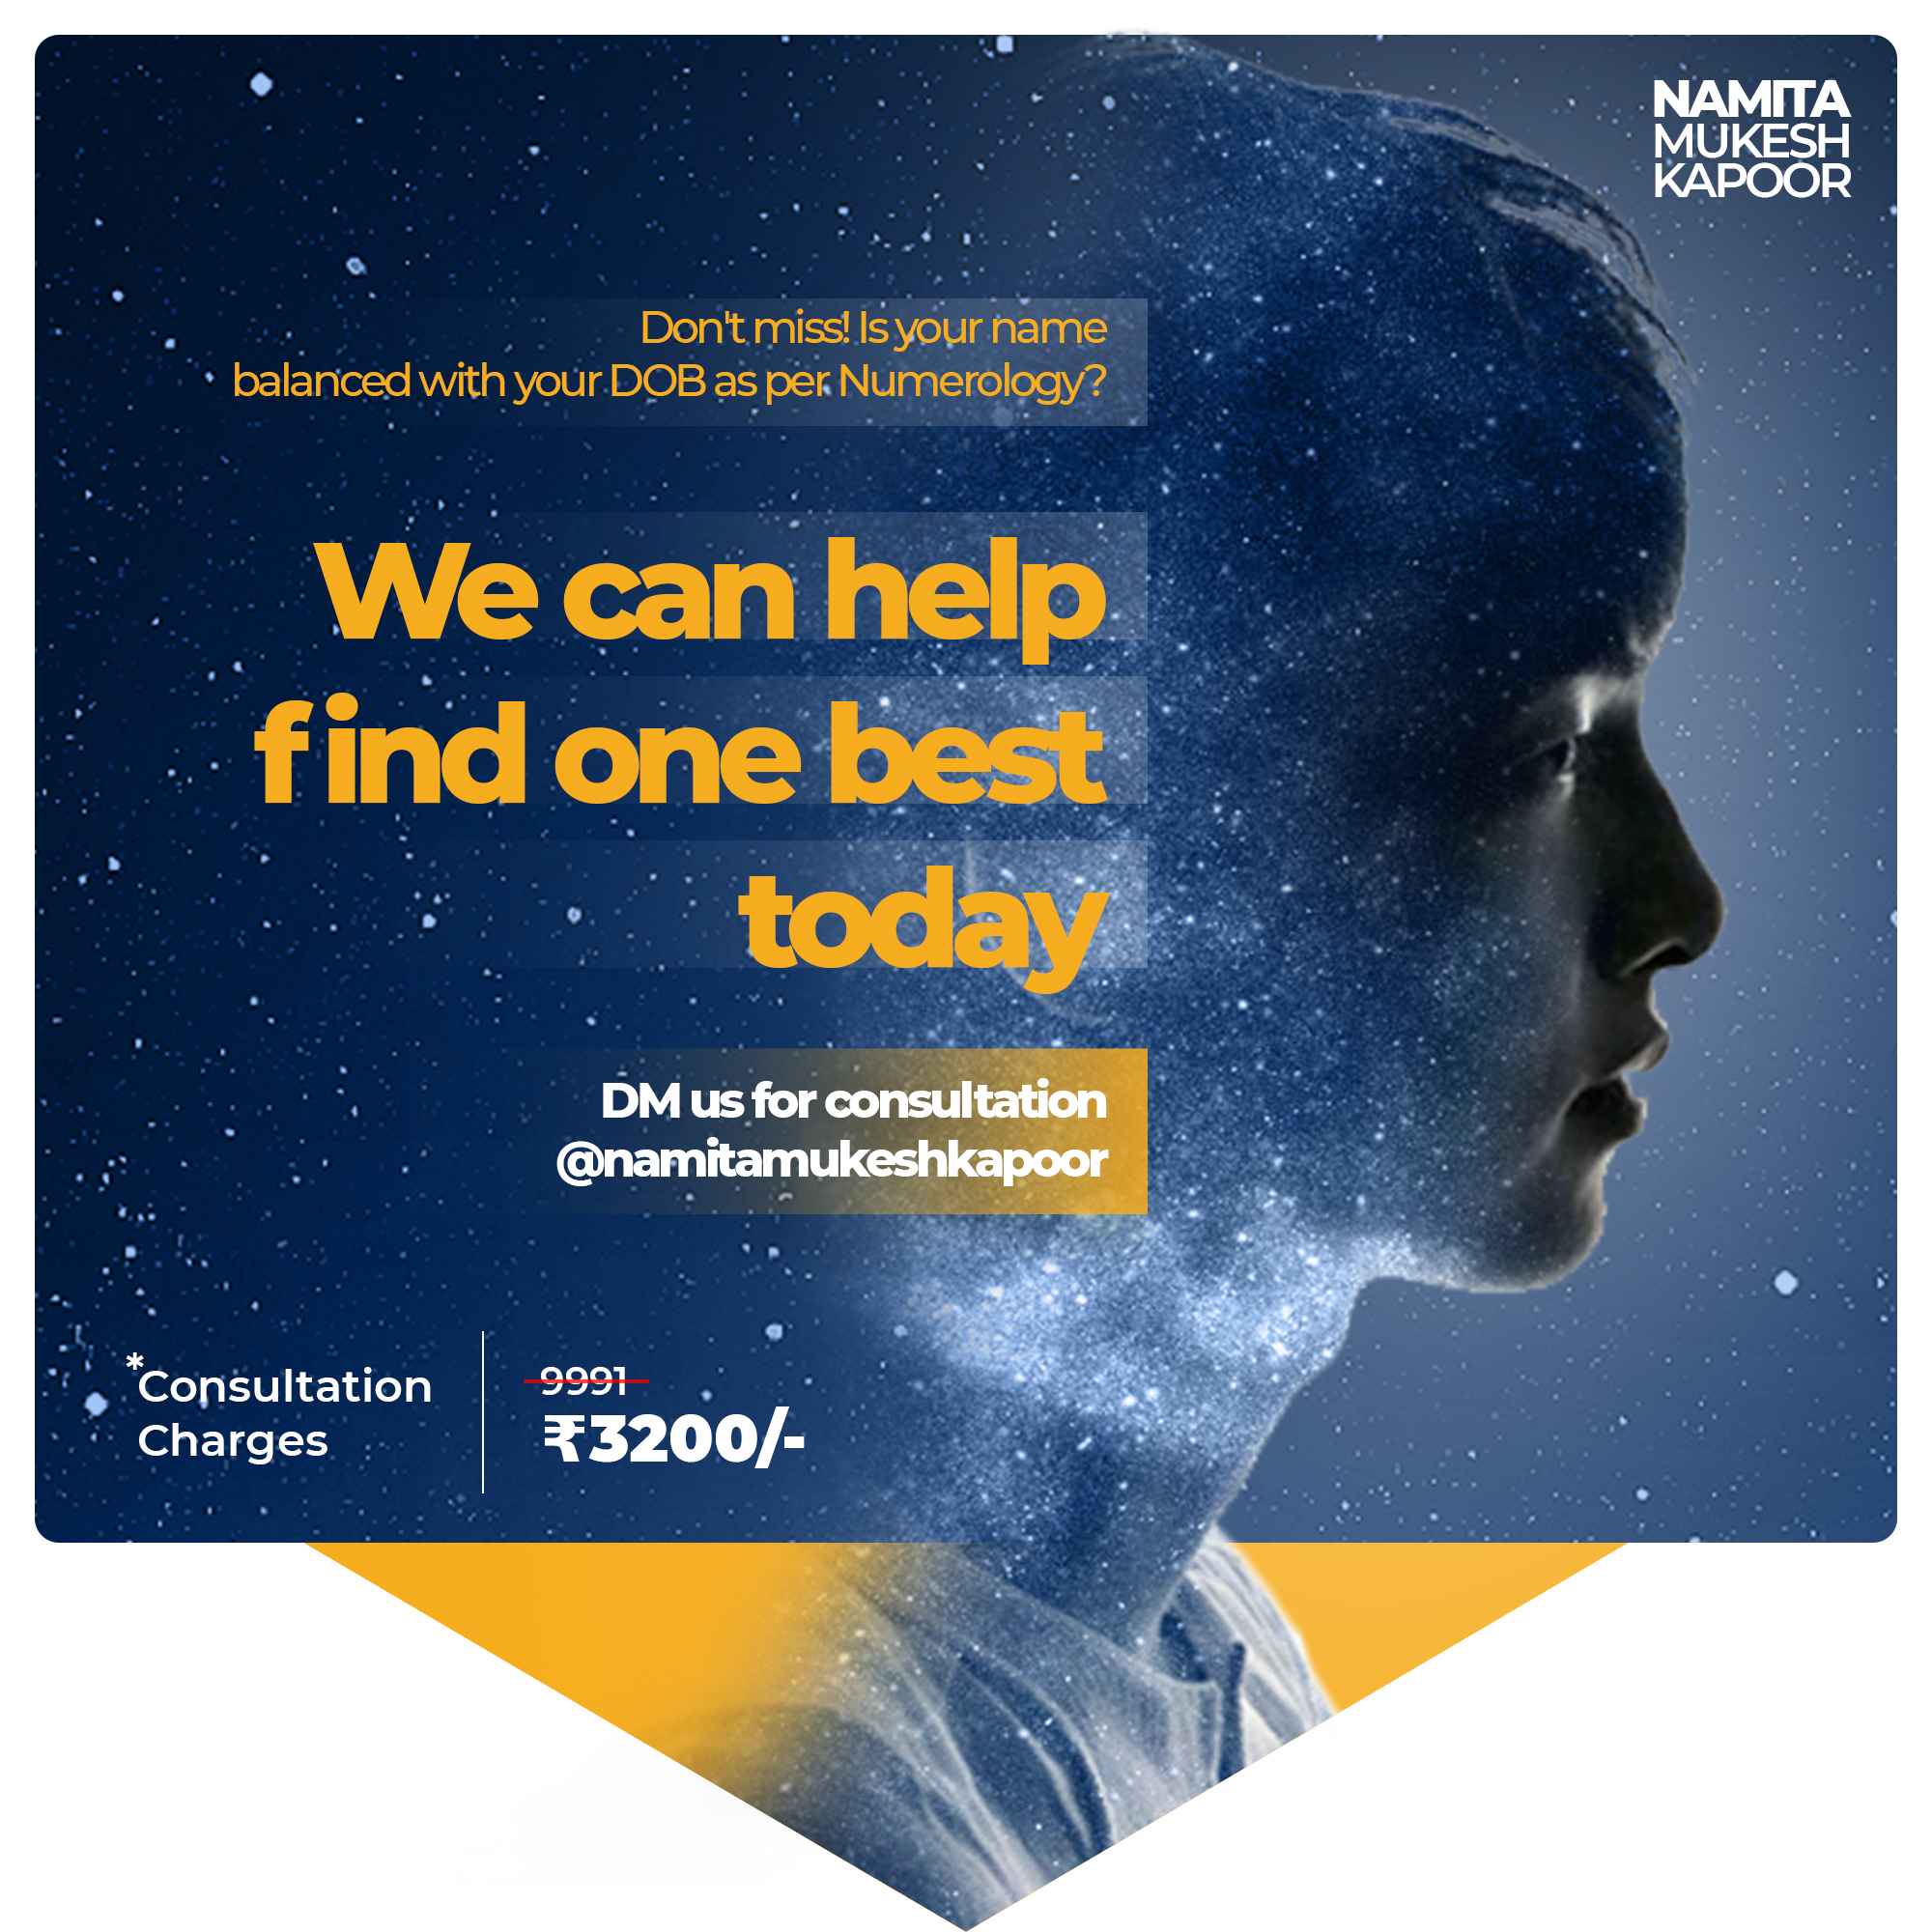 NAMITA
MUKESH
KAPOOR
Don't miss! Is your name
balanced with your DOB as per Numerology?
We can help
find one best
today
DM us for consultation
@namitamukeshkapoor
*Consultation
Charges
9991
₹3200/-